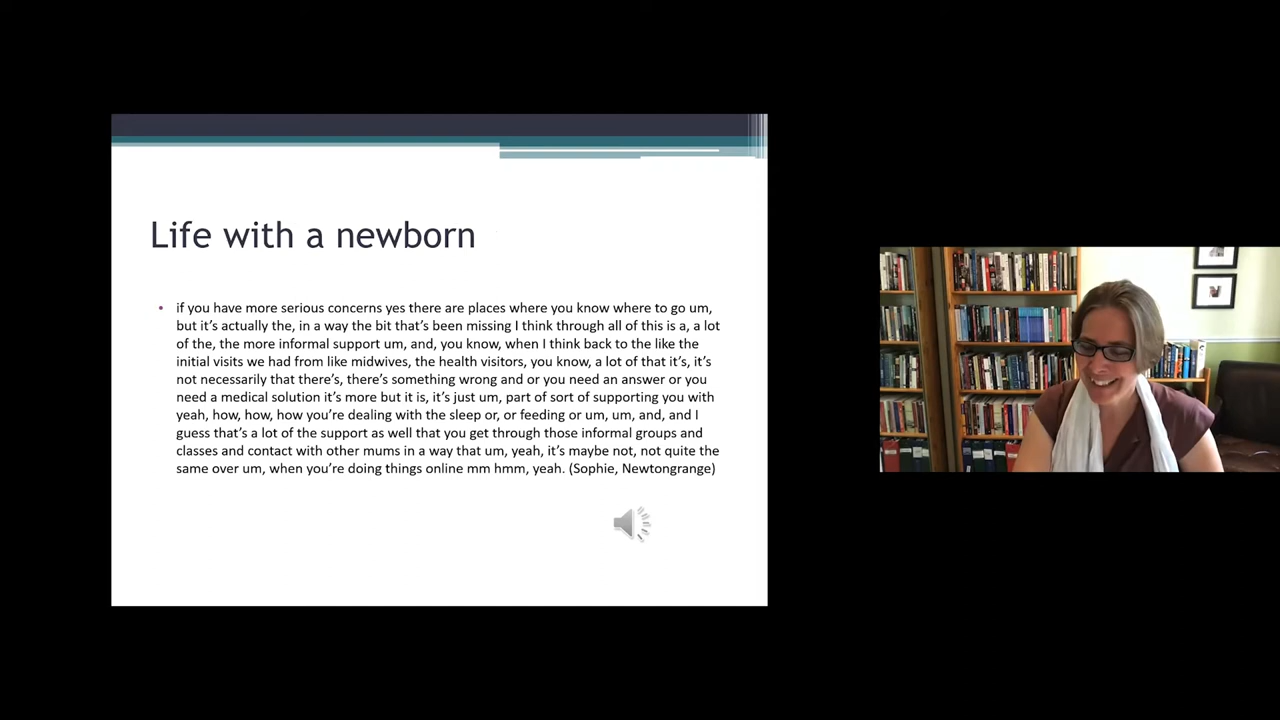 Life with a newborn
• if you have more serious concerns yes there are places where you know where to go um,
but it's actually the, in a way the bit that's been missing I think through all of this is a, a lot
of the, the more informal support um, and, you know, when I think back to the like the
initial visits we had from like midwives, the health visitors, you know, a lot of that it's, it's
not necessarily that there's, there's something wrong and or you need an answer or you
need a medical solution it's more but it is, it's just um, part of sort of supporting you with
yeah, how, how, how you're dealing with the sleep or, or feeding or um, um, and, and I
guess that's a lot of the support as well that you get through those informal groups and
classes and contact with other mums in a way that um, yeah, it's maybe not, not quite the
same over um, when you're doing things online mm hmm, yeah. (Sophie, Newtongrange)